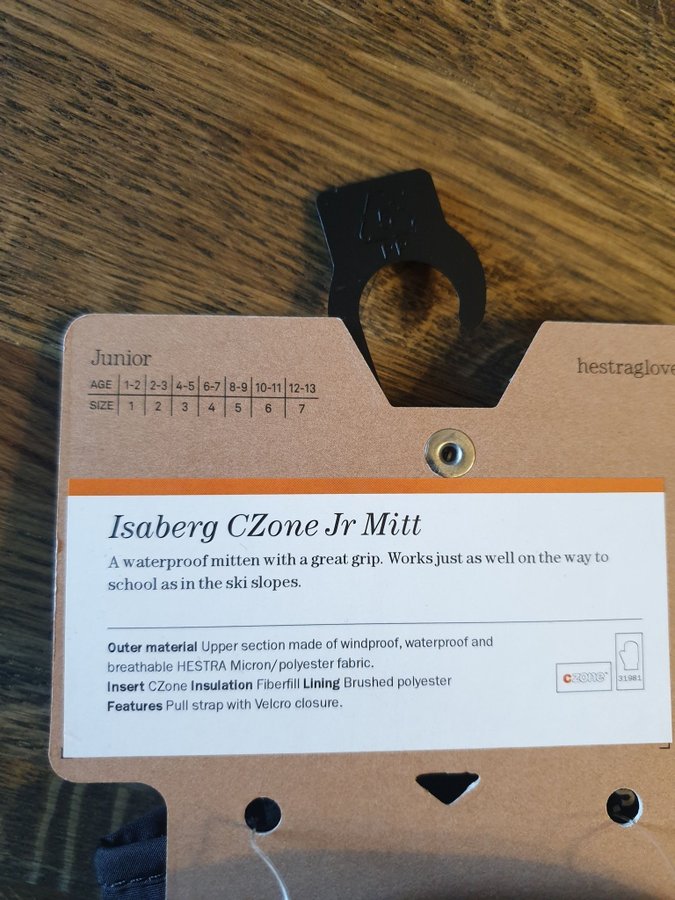 Junior
hestraglove
AGE 1-2 2-3 4-5 6-7 8-9 10-11 12-13
SIZE 1 2 3 4 5 6 7
Isaberg CZone Jr Mitt
A waterproof mitten with a great grip. Works just as well on the way to
school as in the ski slopes.
Outer material Upper section made of windproof, waterproof and
breathable HESTRA Micron/polyester fabric.
Insert CZone Insulation Fiberfill Lining Brushed polyester
Features Pull strap with Velcro closure.
czone
31981